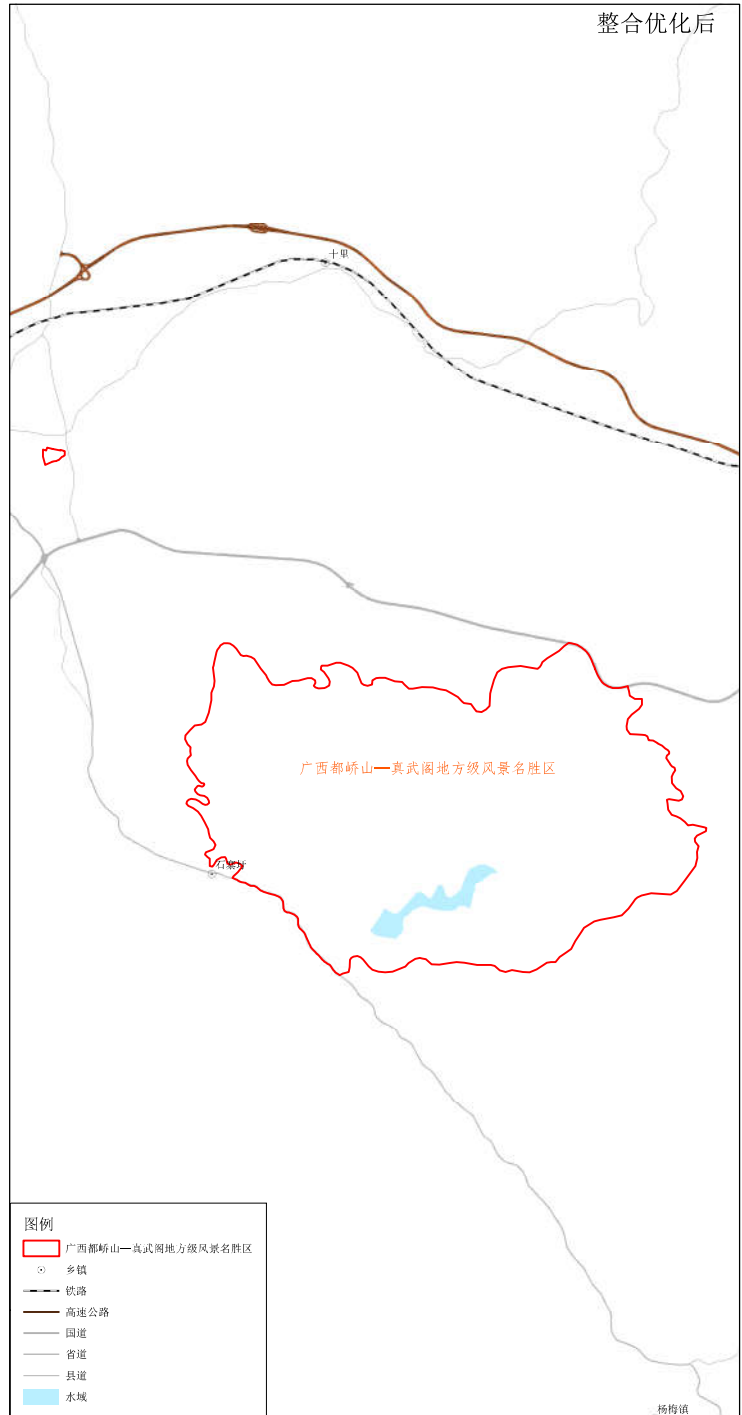 整合优化后
十里
广西都峤山—真武阁地方级风景名胜区
石寨圩
图例
广西都峤山—真武阁地方级风景名胜区
乡镇
铁路
高速公路
国道
省道
县道
水域
杨梅镇